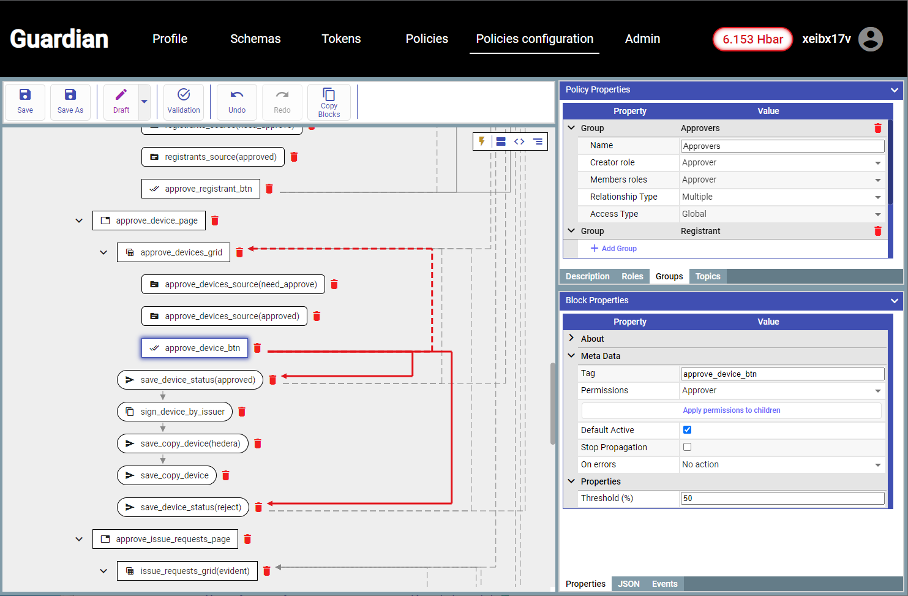 Guardian
Profile
Schemas
Tokens
Policies
Policies configuration
Admin
6.153 Hbar
xeibx17v
Save
Save As
Draft
Validation
Undo
Redo
Copy
Blocks
registrants_source(need_approve)
registrants_source(approved)
approve_registrant_btn
approve_device_page
approve_devices_grid
approve_devices_source(need_approve)
approve_devices_source(approved)
approve_device_btn
save_device_status(approved)
sign_device_by_issuer
save_copy_device(hedera)
save_copy_device
save_device_status(reject)
approve_issue_requests_page
issue_requests_grid(evident)
Policy Properties
Property Value
Group Approvers
Name Approvers
Creator role Approver
Members roles Approver
Relationship Type Multiple
Access Type Global
Group Registrant
+ Add Group
Description Roles Groups Topics
Block Properties
Property Value
About
Meta Data
Tag approve_device_btn
Permissions Approver
Apply permissions to children
Default Active
Stop Propagation
On errors No action
Properties
Threshold (%) 50
Properties JSON Events